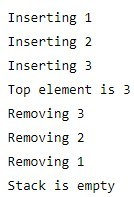 Inserting 1
Inserting 2
Inserting 3
Top element is 3
Removing 3
Removing 2
Removing 1
Stack is empty